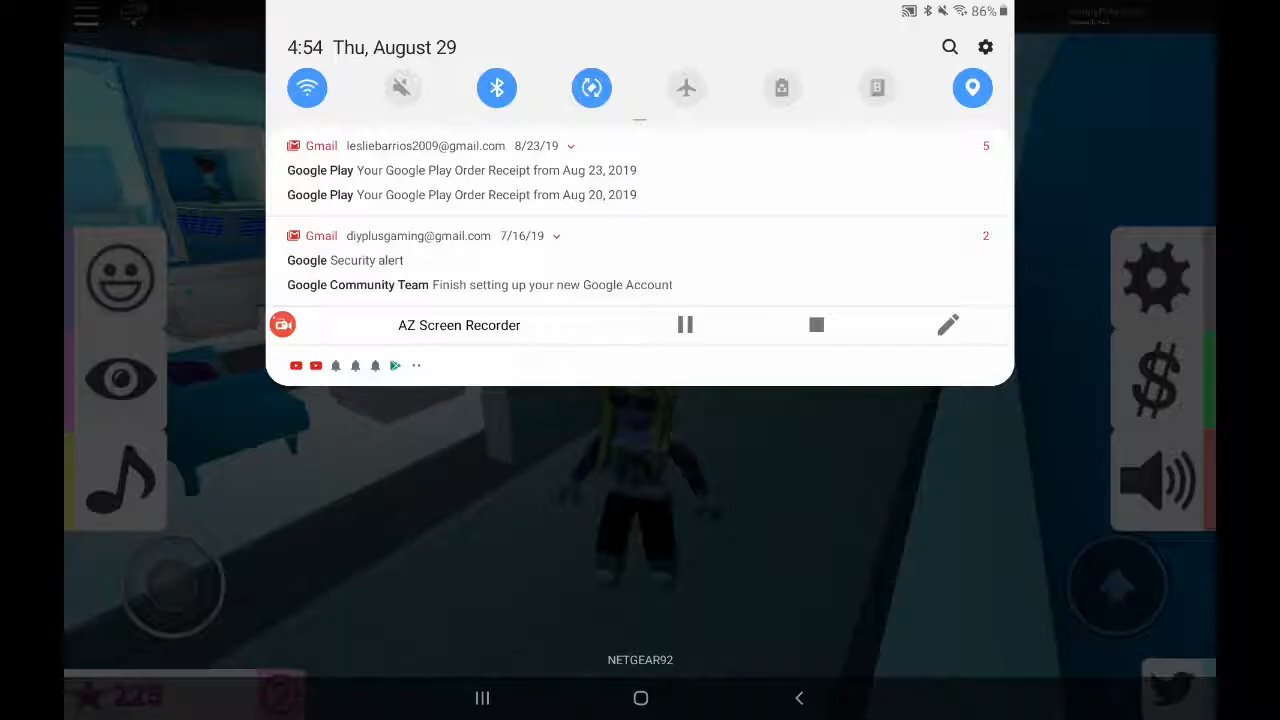 86%
4:54 Thu, August 29
Gmail lesliebarrios2009@gmail.com 8/23/19 5
Google Play Your Google Play Order Receipt from Aug 23, 2019
Google Play Your Google Play Order Receipt from Aug 20, 2019
Gmail diyplusgaming@gmail.com 7/16/19 2
Google Security alert
Google Community Team Finish setting up your new Google Account
AZ Screen Recorder
NETGEAR92